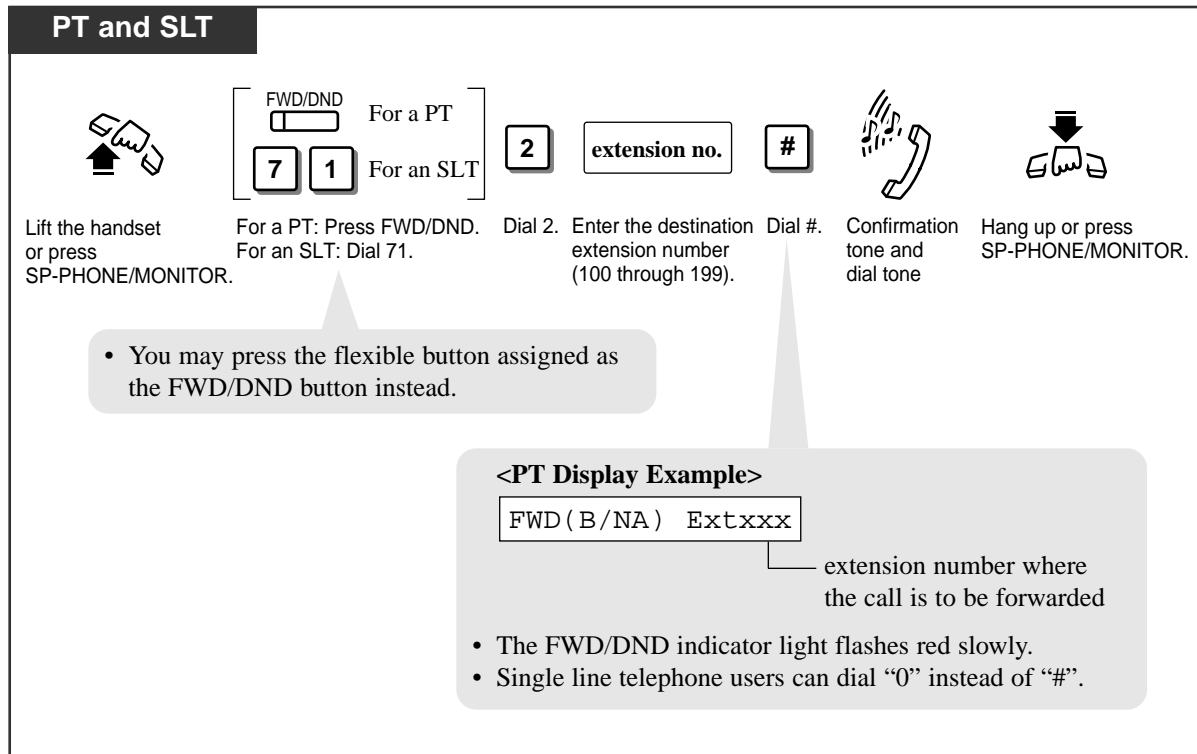 PT and SLT
FWD/DND
For a PT
7 1 For an SLT
2
extension no.
#
Lift the handset
or press
SP-PHONE/MONITOR.
For a PT: Press FWD/DND.
For an SLT: Dial 71.
Dial 2.
Enter the destination
extension number
(100 through 199).
Dial #.
Confirmation
tone and
dial tone
Hang up or press
SP-PHONE/MONITOR.
• You may press the flexible button assigned as
the FWD/DND button instead.
<PT Display Example>
FWD(B/NA) Extxxx
extension number where
the call is to be forwarded
• The FWD/DND indicator light flashes red slowly.
• Single line telephone users can dial “0” instead of “#”.